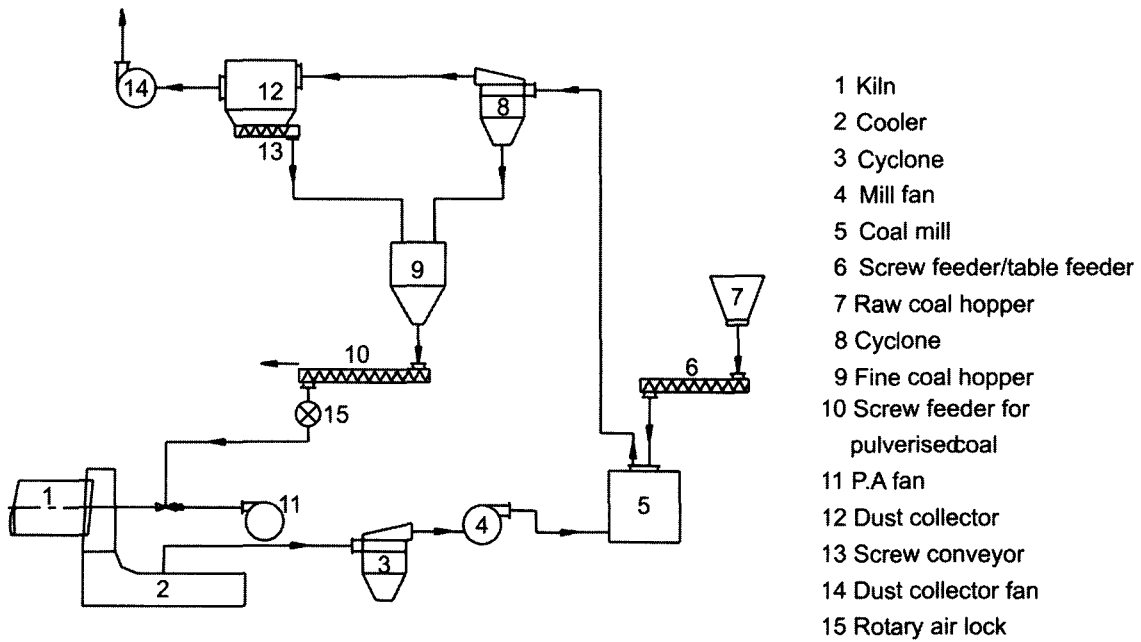 14
12
13
8
9
7
10
6
15
1
11
5
4
3
2
1 Kiln
2 Cooler
3 Cyclone
4 Mill fan
5 Coal mill
6 Screw feeder/table feeder
7 Raw coal hopper
8 Cyclone
9 Fine coal hopper
10 Screw feeder for
pulverisedcoal
11 P.A fan
12 Dust collector
13 Screw conveyor
14 Dust collector fan
15 Rotary air lock